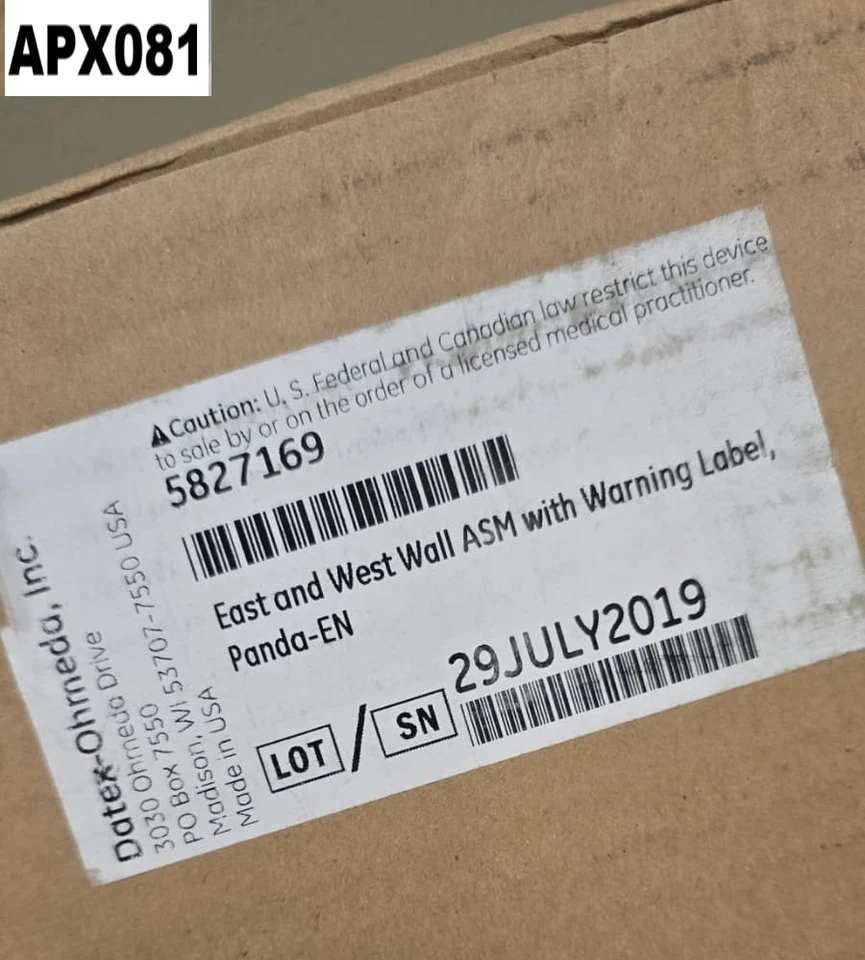 APX081
⚠Caution: U. S. Federal and Canadian law restrict this device
to sale by or on the order of a licensed medical practitioner.
5827169
East and West Wall ASM with Warning Label,
Panda-EN
29JULY2019
LOT / SN
Datex-Ohmeda, Inc.
3030 Ohmeda Drive
PO Box 7550
Madison, WI 53707-7550 USA
Made in USA